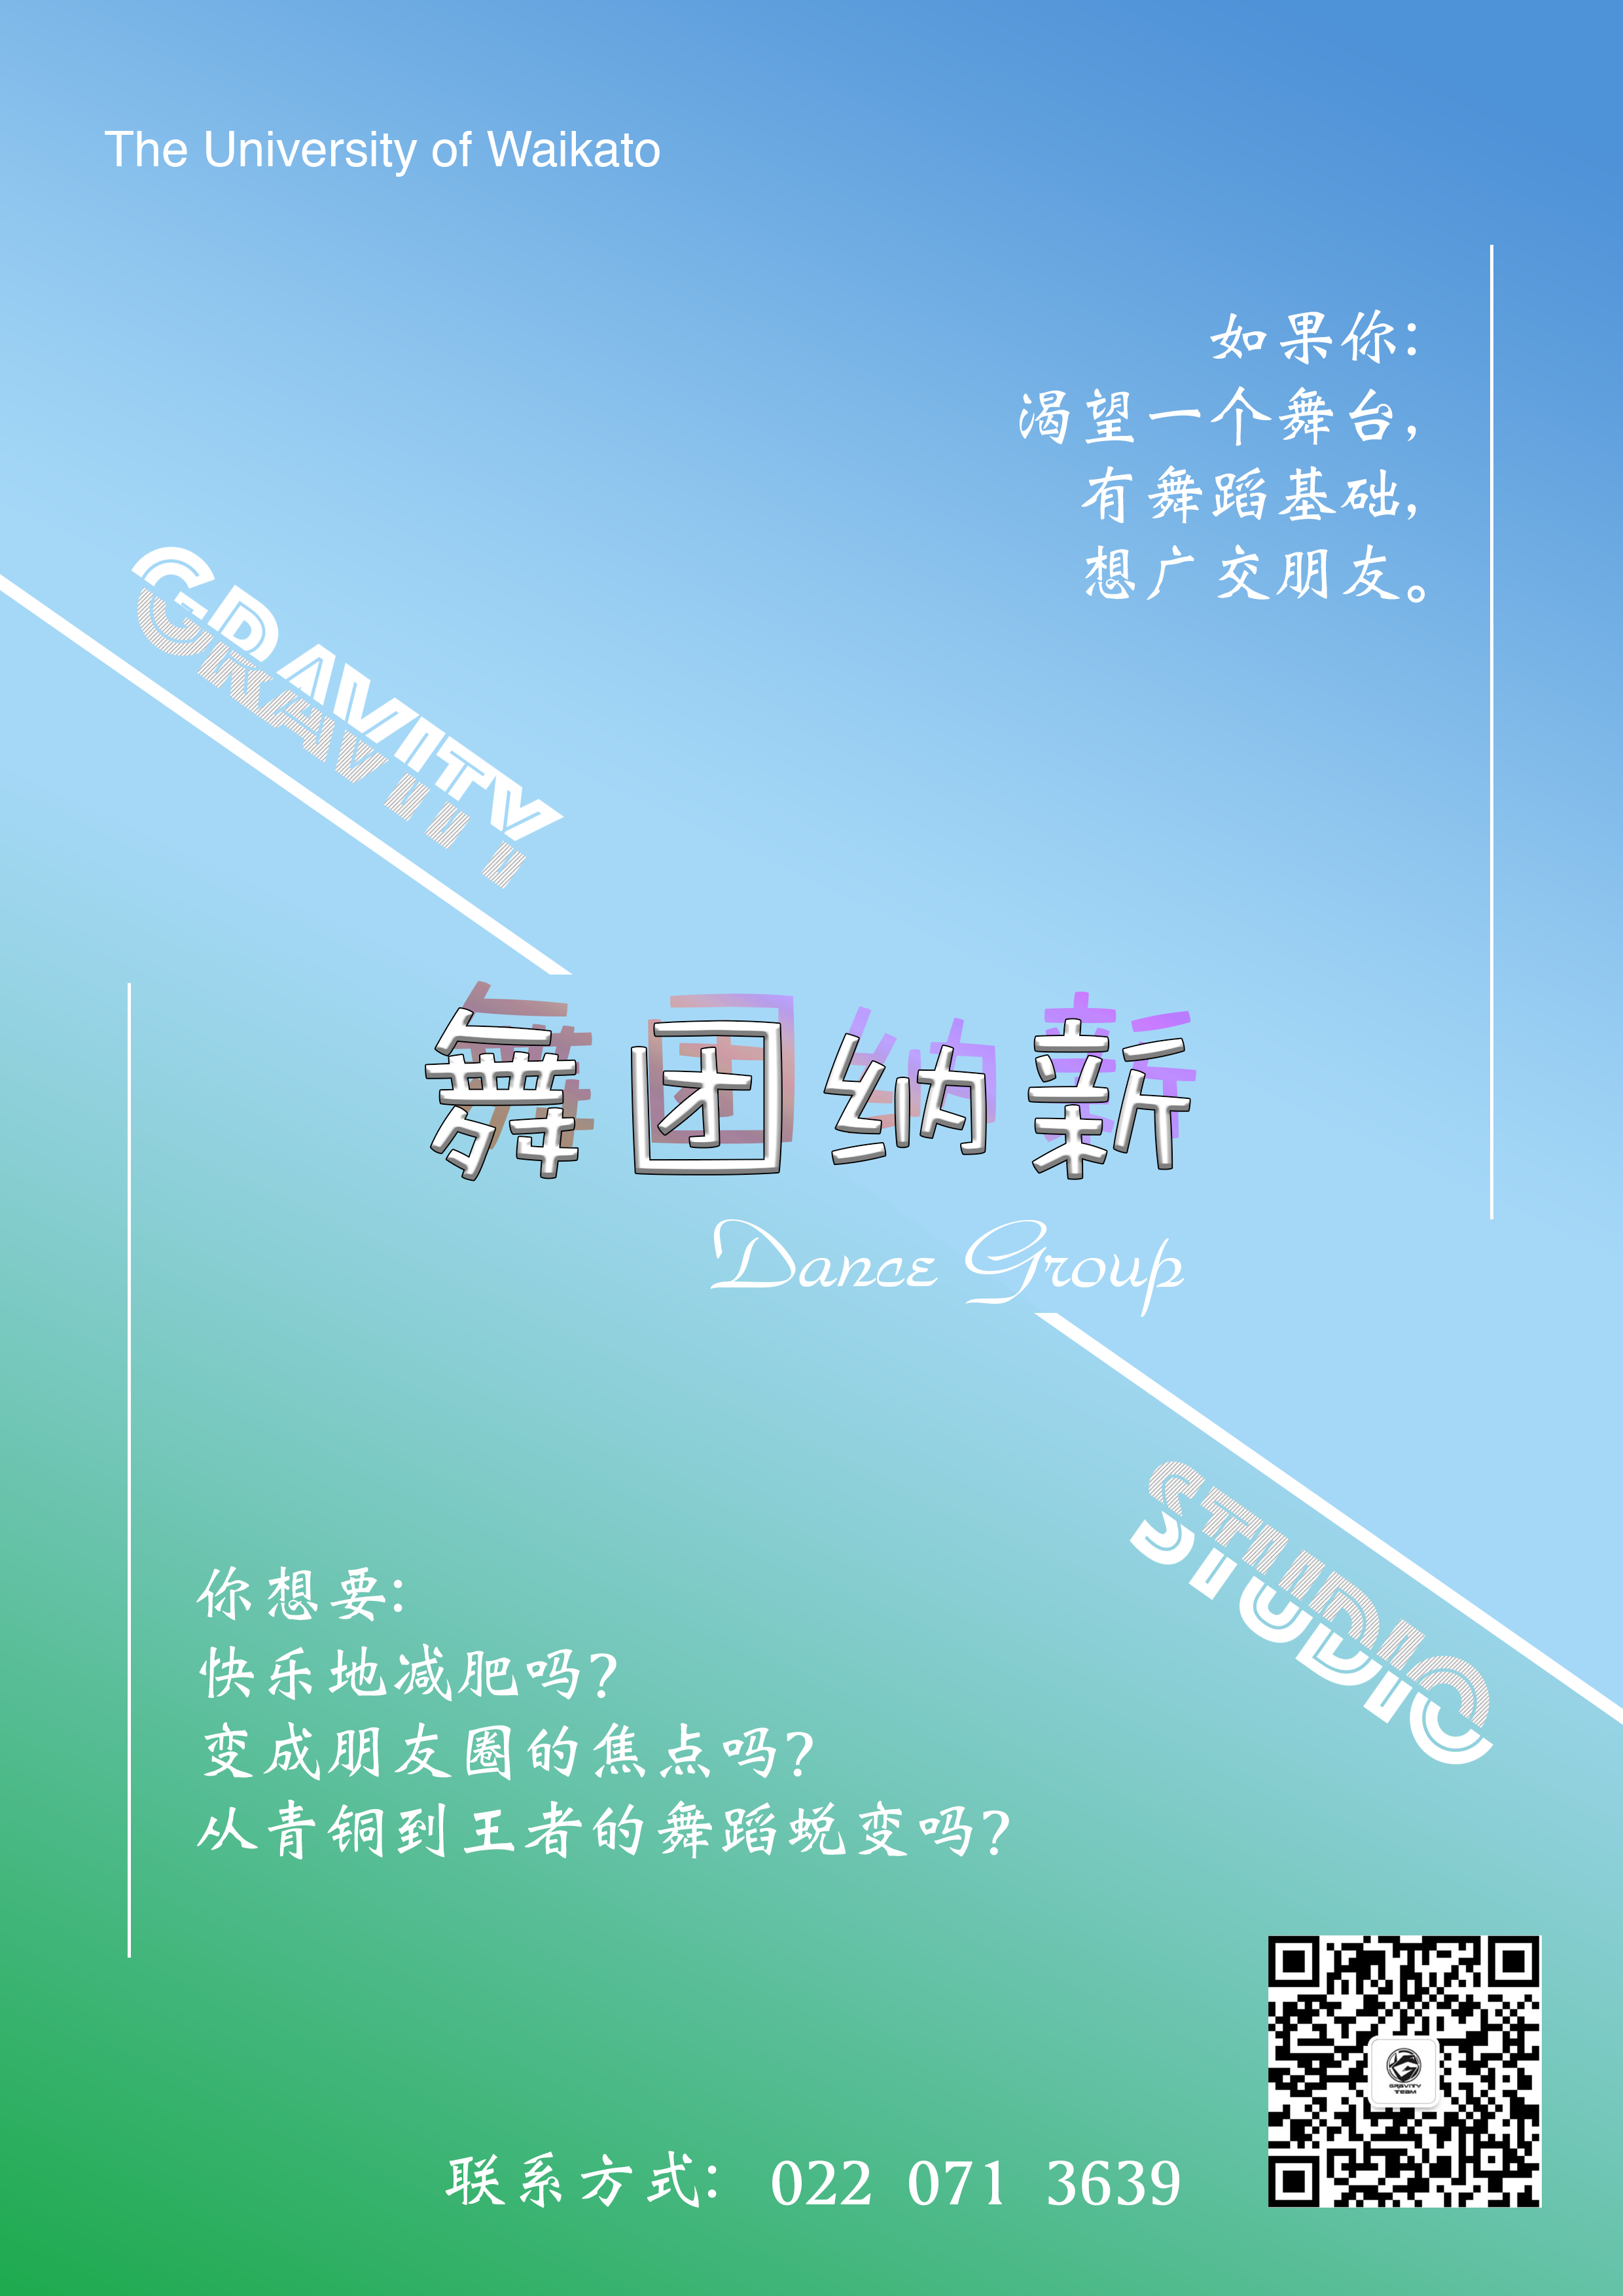 The University of Waikato
如果你：
渴望一个舞台，
有舞蹈基础，
想广交朋友。
GRAVITY
舞团纳新
Dance Group
STUDIO
你想要：
快乐地减肥吗？
变成朋友圈的焦点吗？
从青铜到王者的舞蹈蜕变吗？
GRAVITY
TEAM
联系方式： 022 071 3639